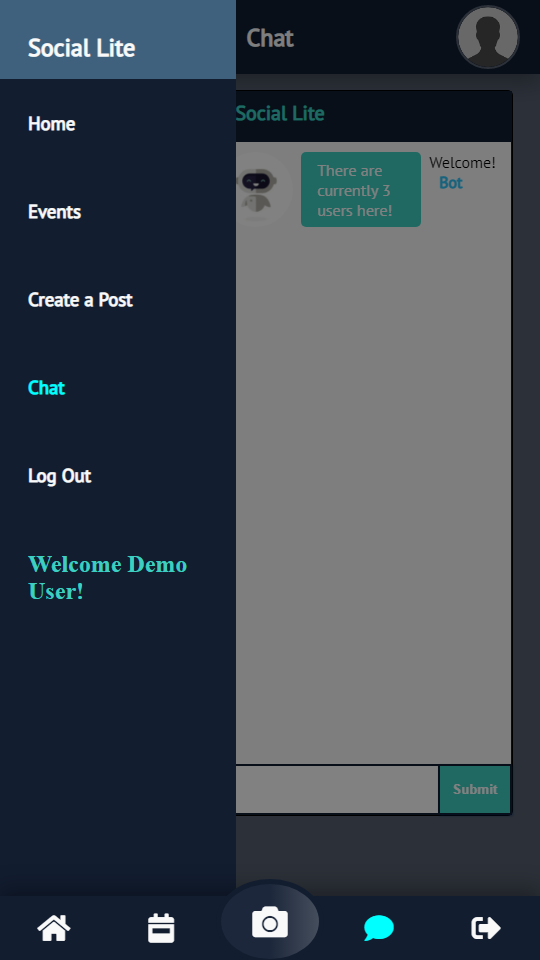 Social Lite
Chat
Home
Events
Create a Post
Chat
Log Out
Welcome Demo
User!
Social Lite
There are
currently 3
users here!
Welcome!
Bot
Submit